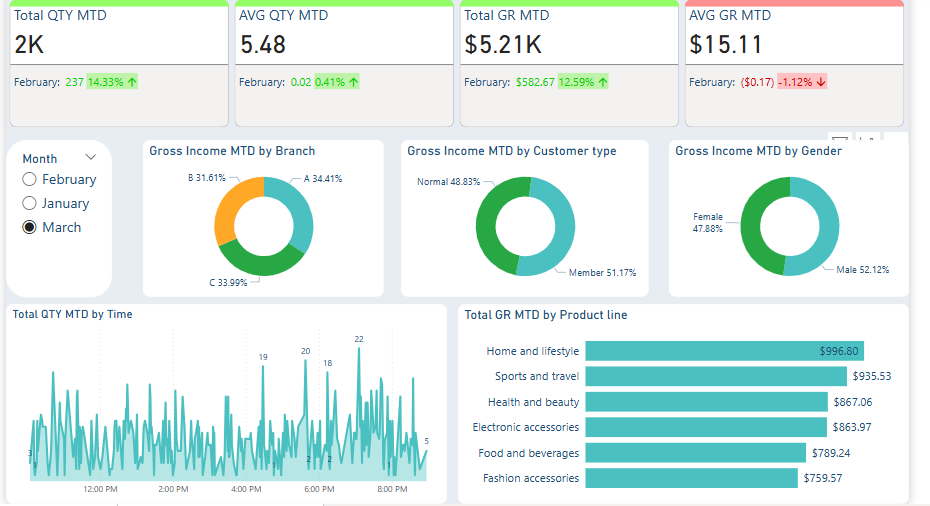 Total QTY MTD
2K
February: 237 14.33% ↑
AVG QTY MTD
5.48
February: 0.02 0.41% ↑
Total GR MTD
$5.21K
February: $582.67 12.59% ↑
AVG GR MTD
$15.11
February: ($0.17) -1.12% ↓
Month
February
January
March
Gross Income MTD by Branch
B 31.61%
A 34.41%
C 33.99%
Gross Income MTD by Customer type
Normal 48.83%
Member 51.17%
Gross Income MTD by Gender
Female
47.88%
Male 52.12%
Total QTY MTD by Time
22
20
19
18
5
3
1
1
2
2
1
12:00 PM 2:00 PM 4:00 PM 6:00 PM 8:00 PM
Total GR MTD by Product line
Home and lifestyle $996.80
Sports and travel $935.53
Health and beauty $867.06
Electronic accessories $863.97
Food and beverages $789.24
Fashion accessories $759.57